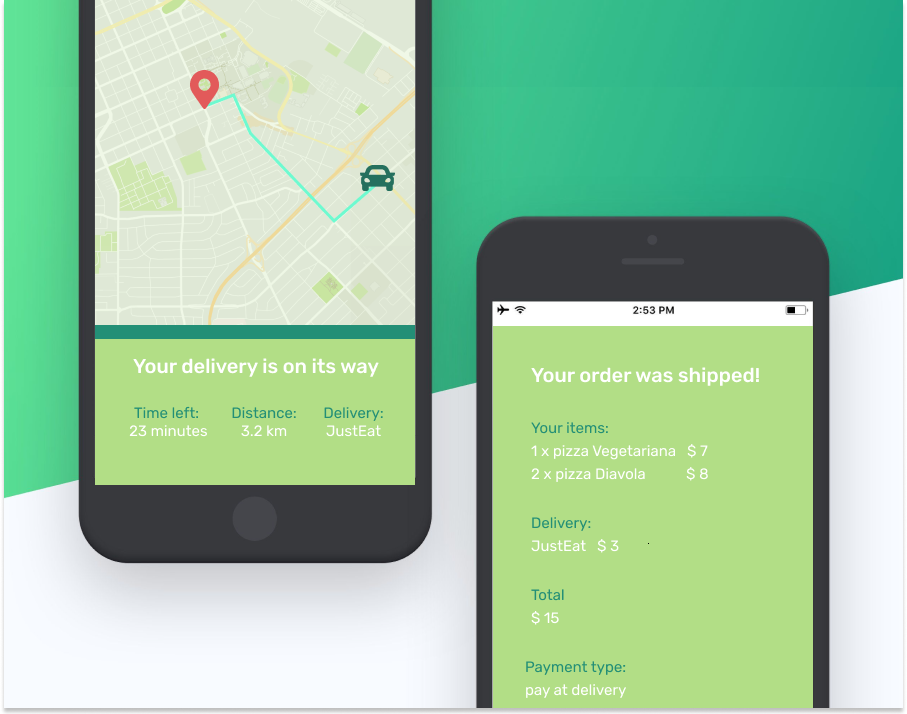 Your delivery is on its way
Time left: Distance: Delivery:
23 minutes 3.2 km JustEat
2:53 PM
Your order was shipped!
Your items:
1 x pizza Vegetariana $ 7
2 x pizza Diavola $ 8
Delivery:
JustEat $ 3
Total
$ 15
Payment type:
pay at delivery